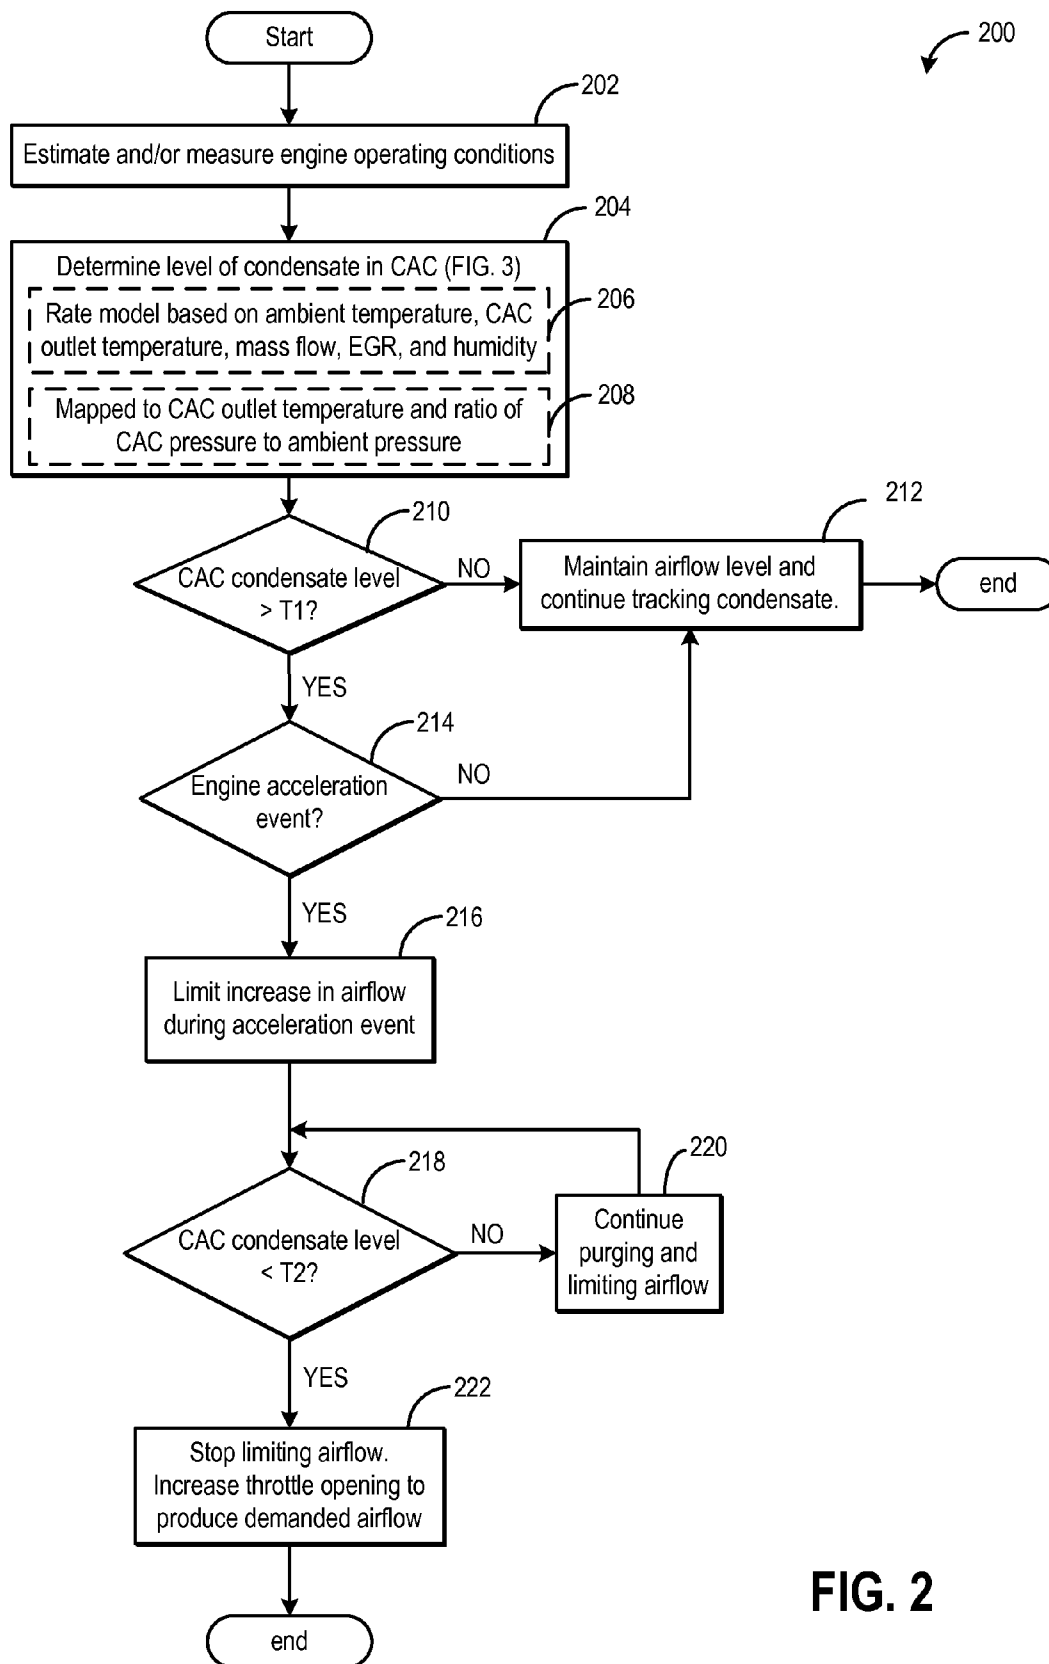 Start
200
202
Estimate and/or measure engine operating conditions
204
Determine level of condensate in CAC (FIG. 3)
206
Rate model based on ambient temperature, CAC
outlet temperature, mass flow, EGR, and humidity
208
Mapped to CAC outlet temperature and ratio of
CAC pressure to ambient pressure
210
CAC condensate level
> T1?
NO
212
Maintain airflow level and
continue tracking condensate.
end
YES
214
Engine acceleration
event?
NO
YES
216
Limit increase in airflow
during acceleration event
218
CAC condensate level
< T2?
NO
220
Continue
purging and
limiting airflow
YES
222
Stop limiting airflow.
Increase throttle opening to
produce demanded airflow
end
FIG. 2